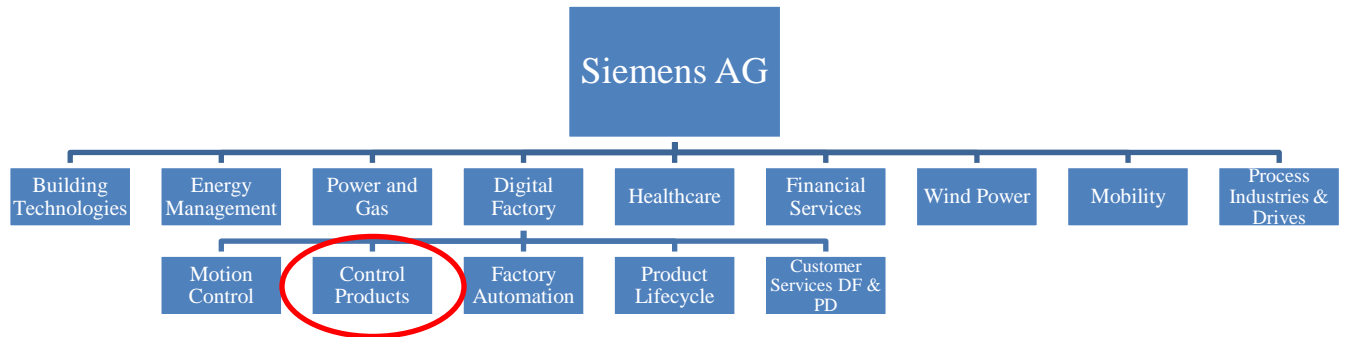 Siemens AG
Building
Technologies
Energy
Management
Power and
Gas
Digital
Factory
Healthcare
Financial
Services
Wind Power
Mobility
Process
Industries &
Drives
Motion
Control
Control
Products
Factory
Automation
Product
Lifecycle
Customer
Services DF &
PD